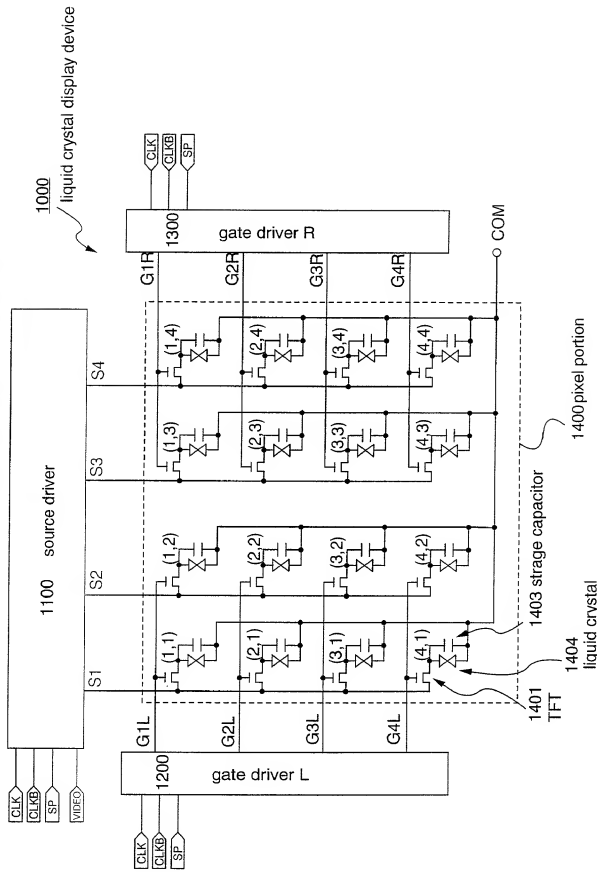 1000
liquid crystal display device
CLK
CLKB
SP
VIDEO
1100 source driver
S1
S2
S3
S4
CLK
CLKB
SP
1200
gate driver L
G1L
G2L
G3L
G4L
CLK
CLKB
SP
1300
gate driver R
G1R
G2R
G3R
G4R
(1,1)
(1,2)
(1,3)
(1,4)
(2,1)
(2,2)
(2,3)
(2,4)
(3,1)
(3,2)
(3,3)
(3,4)
(4,1)
(4,2)
(4,3)
(4,4)
COM
1401
TFT
1404
liquid crystal
1403 strage capacitor
1400 pixel portion